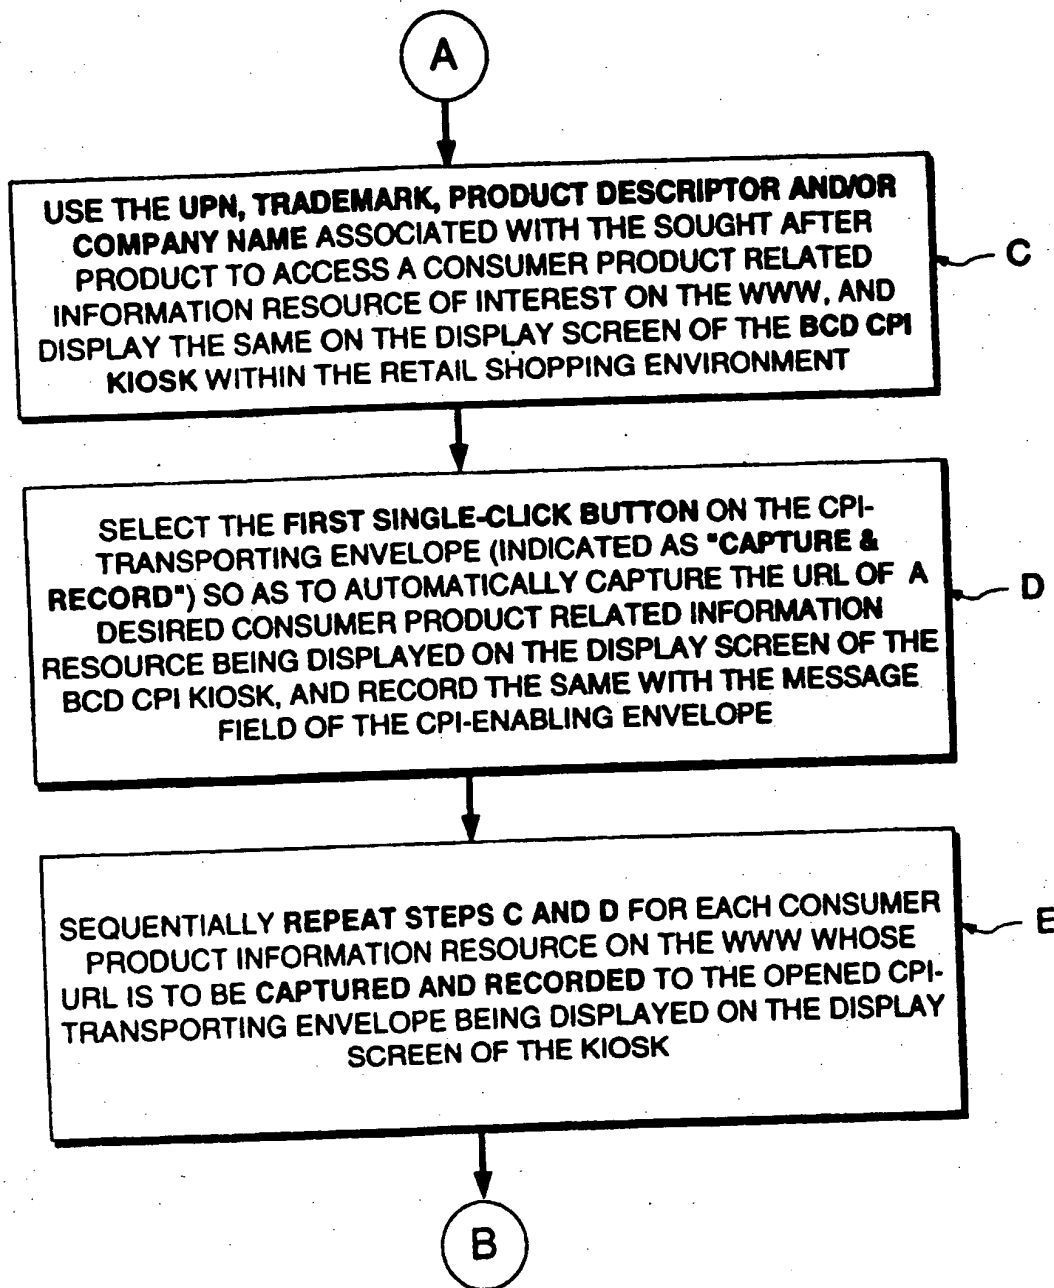 A
USE THE UPN, TRADEMARK, PRODUCT DESCRIPTOR AND/OR
COMPANY NAME ASSOCIATED WITH THE SOUGHT AFTER
PRODUCT TO ACCESS A CONSUMER PRODUCT RELATED
INFORMATION RESOURCE OF INTEREST ON THE WWW, AND
DISPLAY THE SAME ON THE DISPLAY SCREEN OF THE BCD CPI
KIOSK WITHIN THE RETAIL SHOPPING ENVIRONMENT
C
SELECT THE FIRST SINGLE-CLICK BUTTON ON THE CPI-
TRANSPORTING ENVELOPE (INDICATED AS "CAPTURE &
RECORD") SO AS TO AUTOMATICALLY CAPTURE THE URL OF A
DESIRED CONSUMER PRODUCT RELATED INFORMATION
RESOURCE BEING DISPLAYED ON THE DISPLAY SCREEN OF THE
BCD CPI KIOSK, AND RECORD THE SAME WITH THE MESSAGE
FIELD OF THE CPI-ENABLING ENVELOPE
D
SEQUENTIALLY REPEAT STEPS C AND D FOR EACH CONSUMER
PRODUCT INFORMATION RESOURCE ON THE WWW WHOSE
URL IS TO BE CAPTURED AND RECORDED TO THE OPENED CPI-
TRANSPORTING ENVELOPE BEING DISPLAYED ON THE DISPLAY
SCREEN OF THE KIOSK
E
B